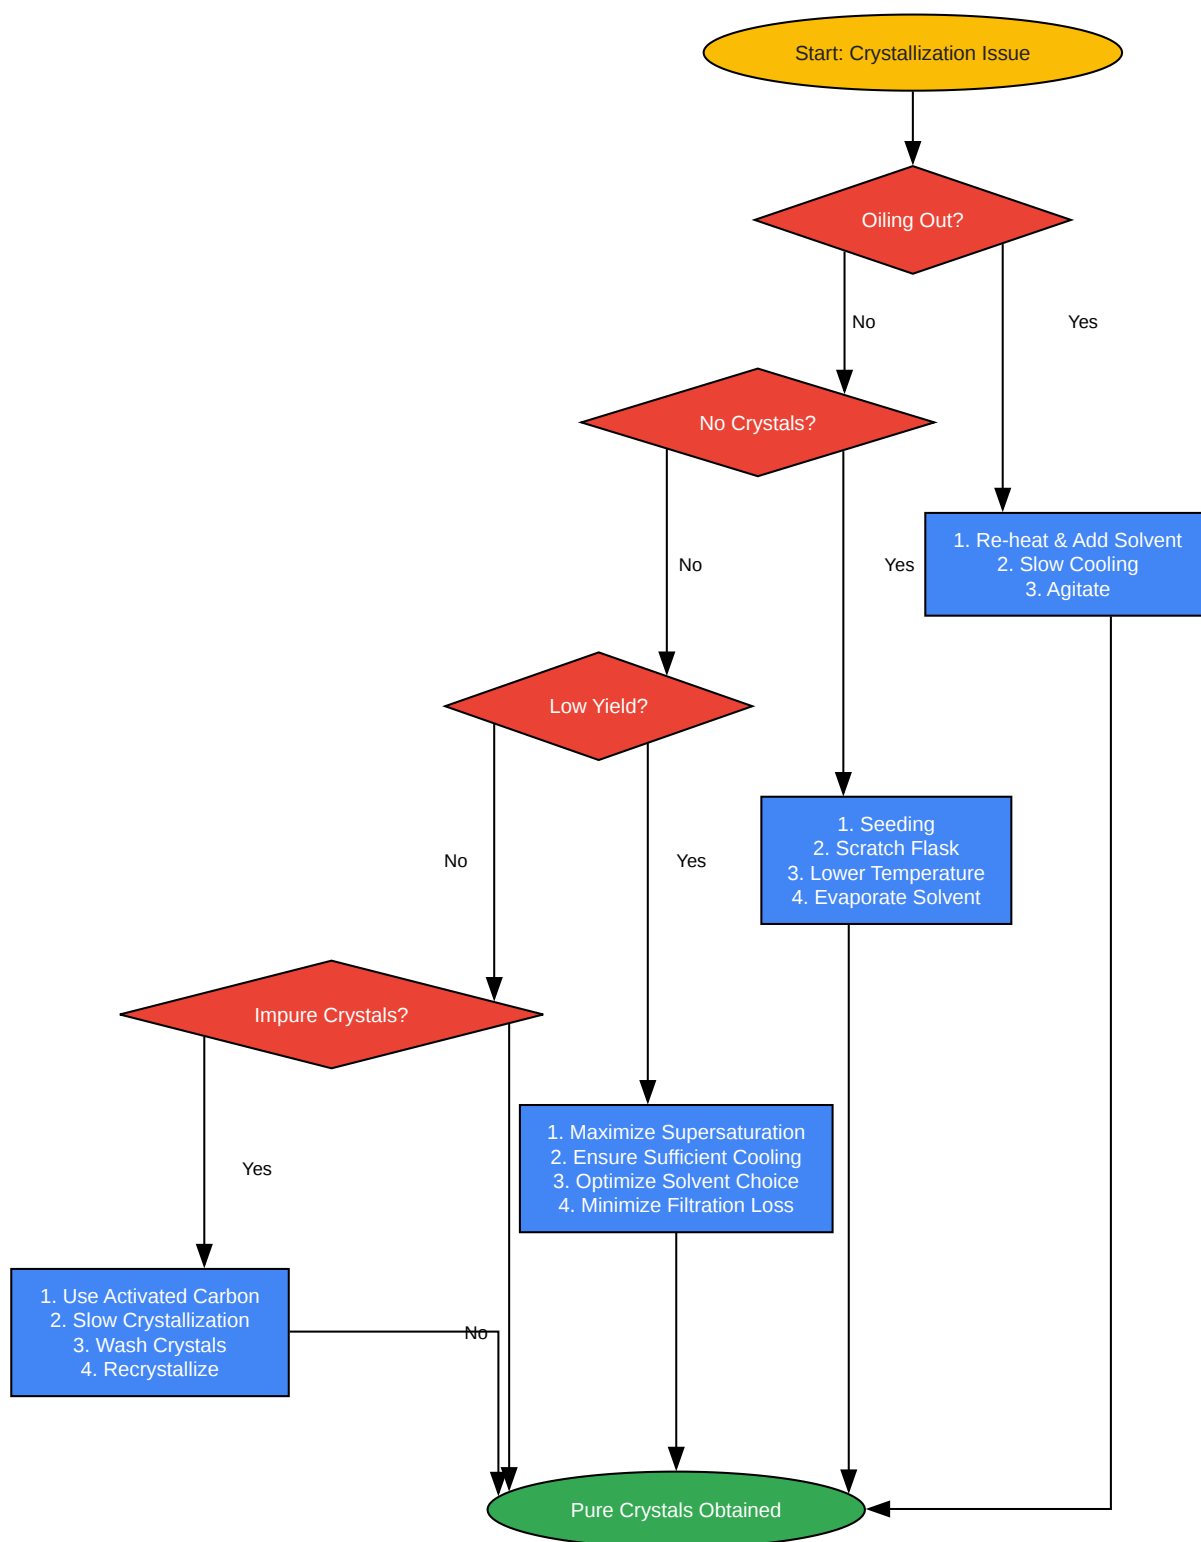 Start: Crystallization Issue
Oiling Out?
No
Yes
No Crystals?
No
Yes
1. Re-heat & Add Solvent
2. Slow Cooling
3. Agitate
Low Yield?
No
Yes
1. Seeding
2. Scratch Flask
3. Lower Temperature
4. Evaporate Solvent
Impure Crystals?
Yes
1. Maximize Supersaturation
2. Ensure Sufficient Cooling
3. Optimize Solvent Choice
4. Minimize Filtration Loss
1. Use Activated Carbon
2. Slow Crystallization
3. Wash Crystals
4. Recrystallize
No
Pure Crystals Obtained